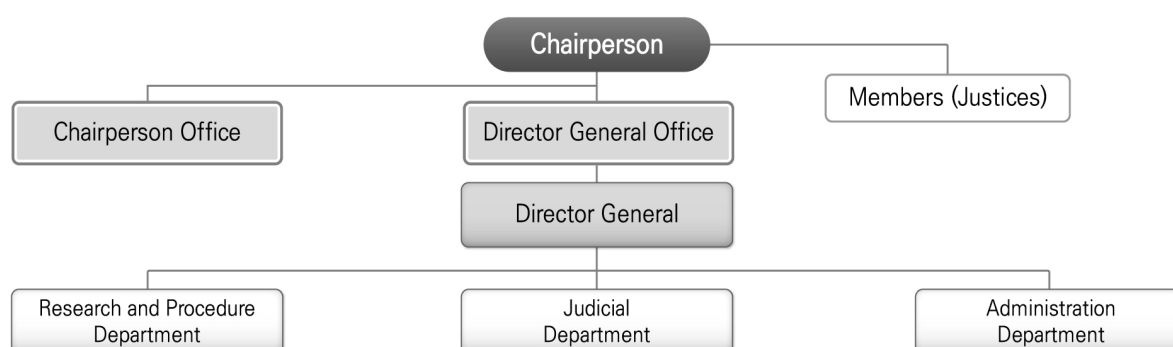 Chairperson
Members (Justices)
Chairperson Office
Director General Office
Director General
Research and Procedure
Department
Judicial
Department
Administration
Department